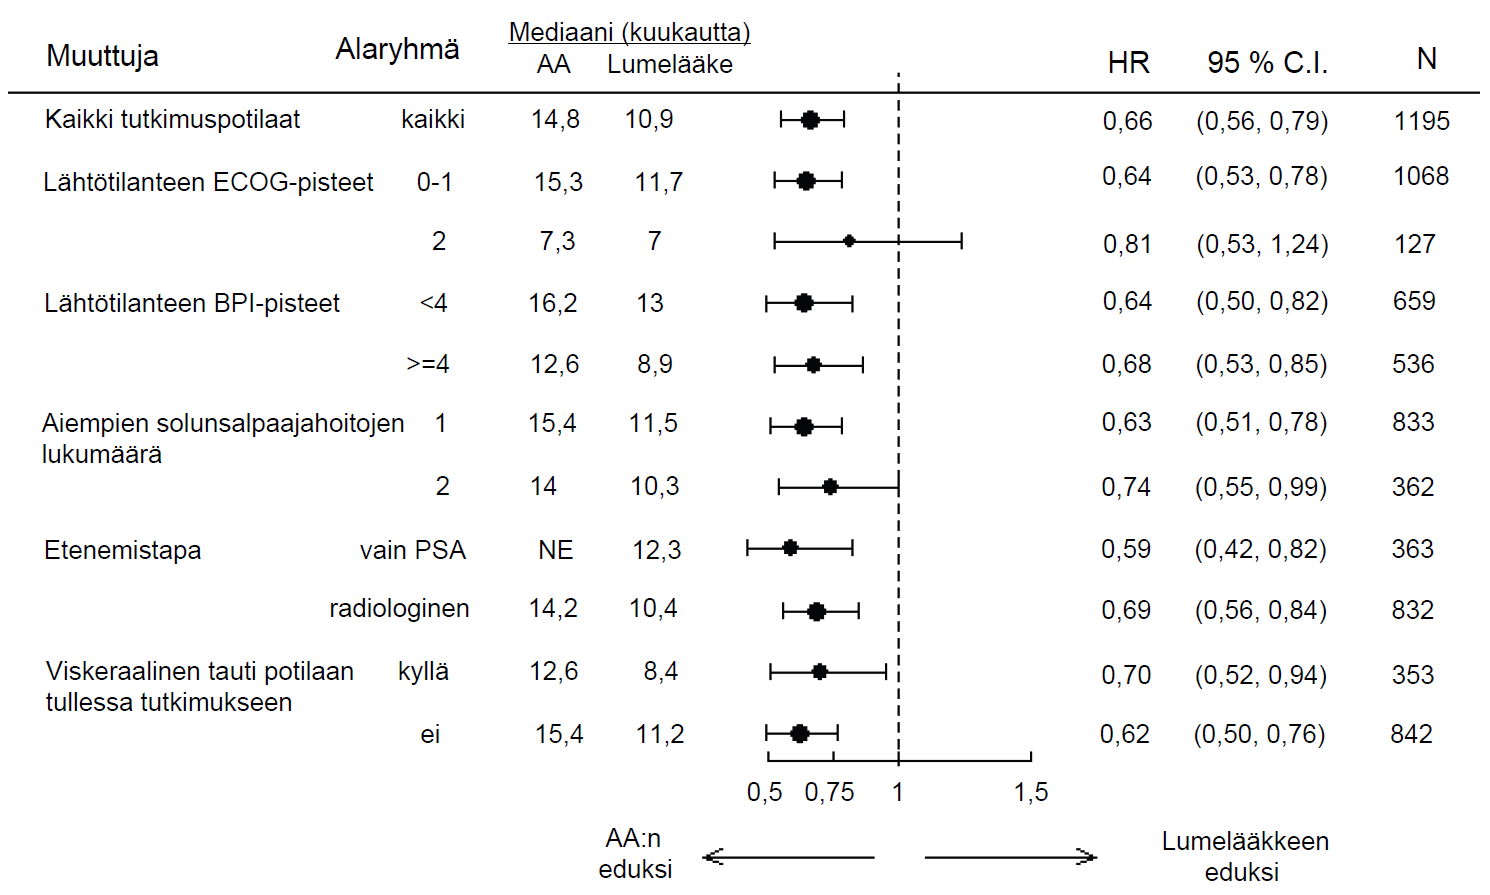 Muuttuja Alaryhmä Mediaani (kuukautta) HR 95 % C.I. N
AA Lumelääke
Kaikki tutkimuspotilaat kaikki 14,8 10,9 0,66 (0,56, 0,79) 1195
Lähtötilanteen ECOG-pisteet 0-1 15,3 11,7 0,64 (0,53, 0,78) 1068
2 7,3 7 0,81 (0,53, 1,24) 127
Lähtötilanteen BPI-pisteet <4 16,2 13 0,64 (0,50, 0,82) 659
>=4 12,6 8,9 0,68 (0,53, 0,85) 536
Aiempien solunsalpaajahoitojen 1 15,4 11,5 0,63 (0,51, 0,78) 833
lukumäärä
2 14 10,3 0,74 (0,55, 0,99) 362
Etenemistapa vain PSA NE 12,3 0,59 (0,42, 0,82) 363
radiologinen 14,2 10,4 0,69 (0,56, 0,84) 832
Viskeraalinen tauti potilaan kyllä 12,6 8,4 0,70 (0,52, 0,94) 353
tullessa tutkimukseen
ei 15,4 11,2 0,62 (0,50, 0,76) 842
0,5 0,75 1 1,5
AA:n Lumelääkkeen
eduksi eduksi